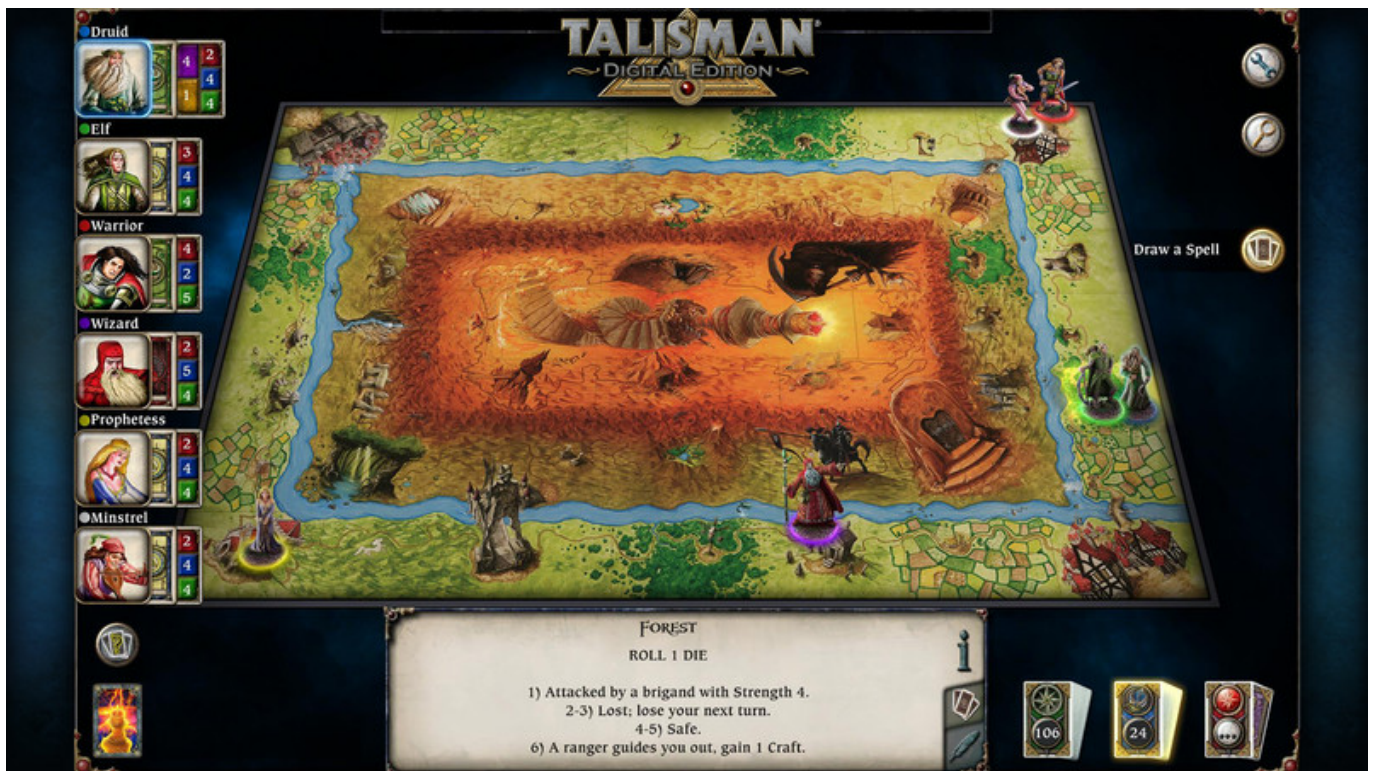 Druid
TALISMAN®
DIGITAL EDITION
4 2
4
1 4
Elf
3
4
4
Warrior
4
2
5
Draw a Spell
Wizard
2
5
4
Prophetess
2
4
4
Minstrel
2
4
4
FOREST
ROLL 1 DIE
1) Attacked by a brigand with Strength 4.
2-3) Lost; lose your next turn.
4-5) Safe.
6) A ranger guides you out, gain 1 Craft.
106
24